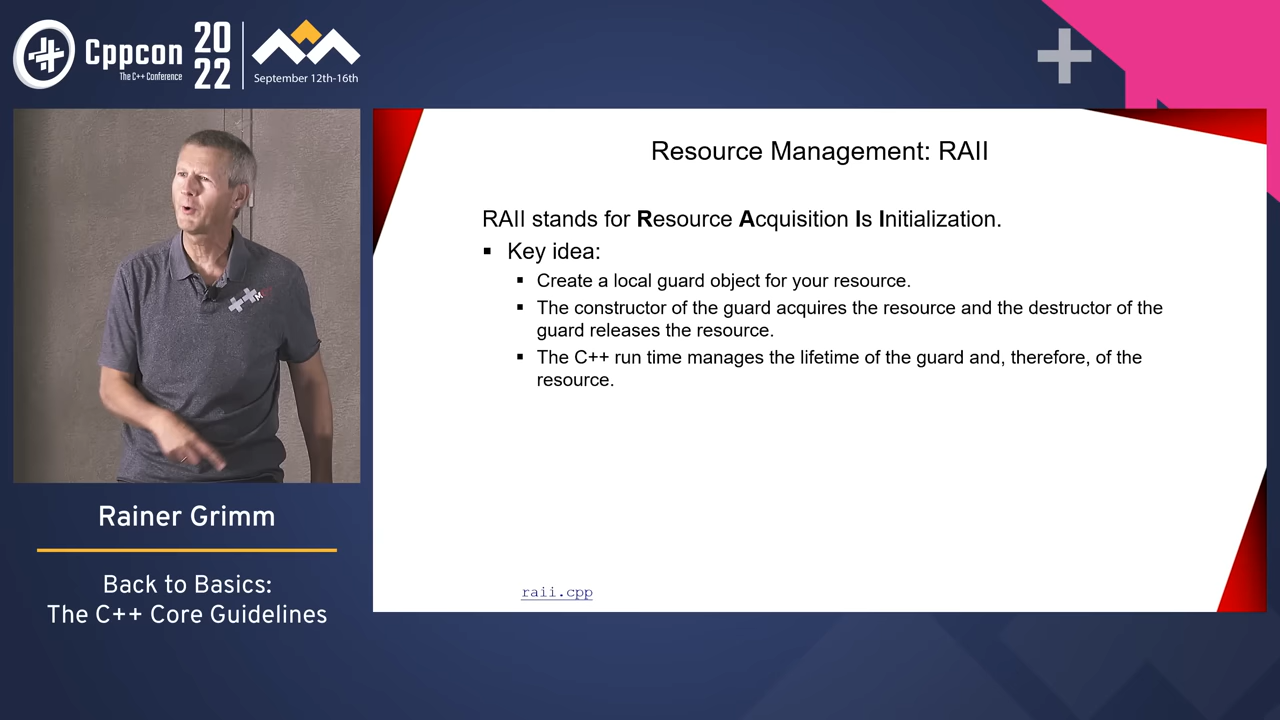 Cppcon
The C++ Conference
20
22
September 12th-16th
Resource Management: RAII
RAII stands for Resource Acquisition Is Initialization.
▪ Key idea:
▪ Create a local guard object for your resource.
▪ The constructor of the guard acquires the resource and the destructor of the
guard releases the resource.
▪ The C++ run time manages the lifetime of the guard and, therefore, of the
resource.
raii.cpp
Rainer Grimm
Back to Basics:
The C++ Core Guidelines